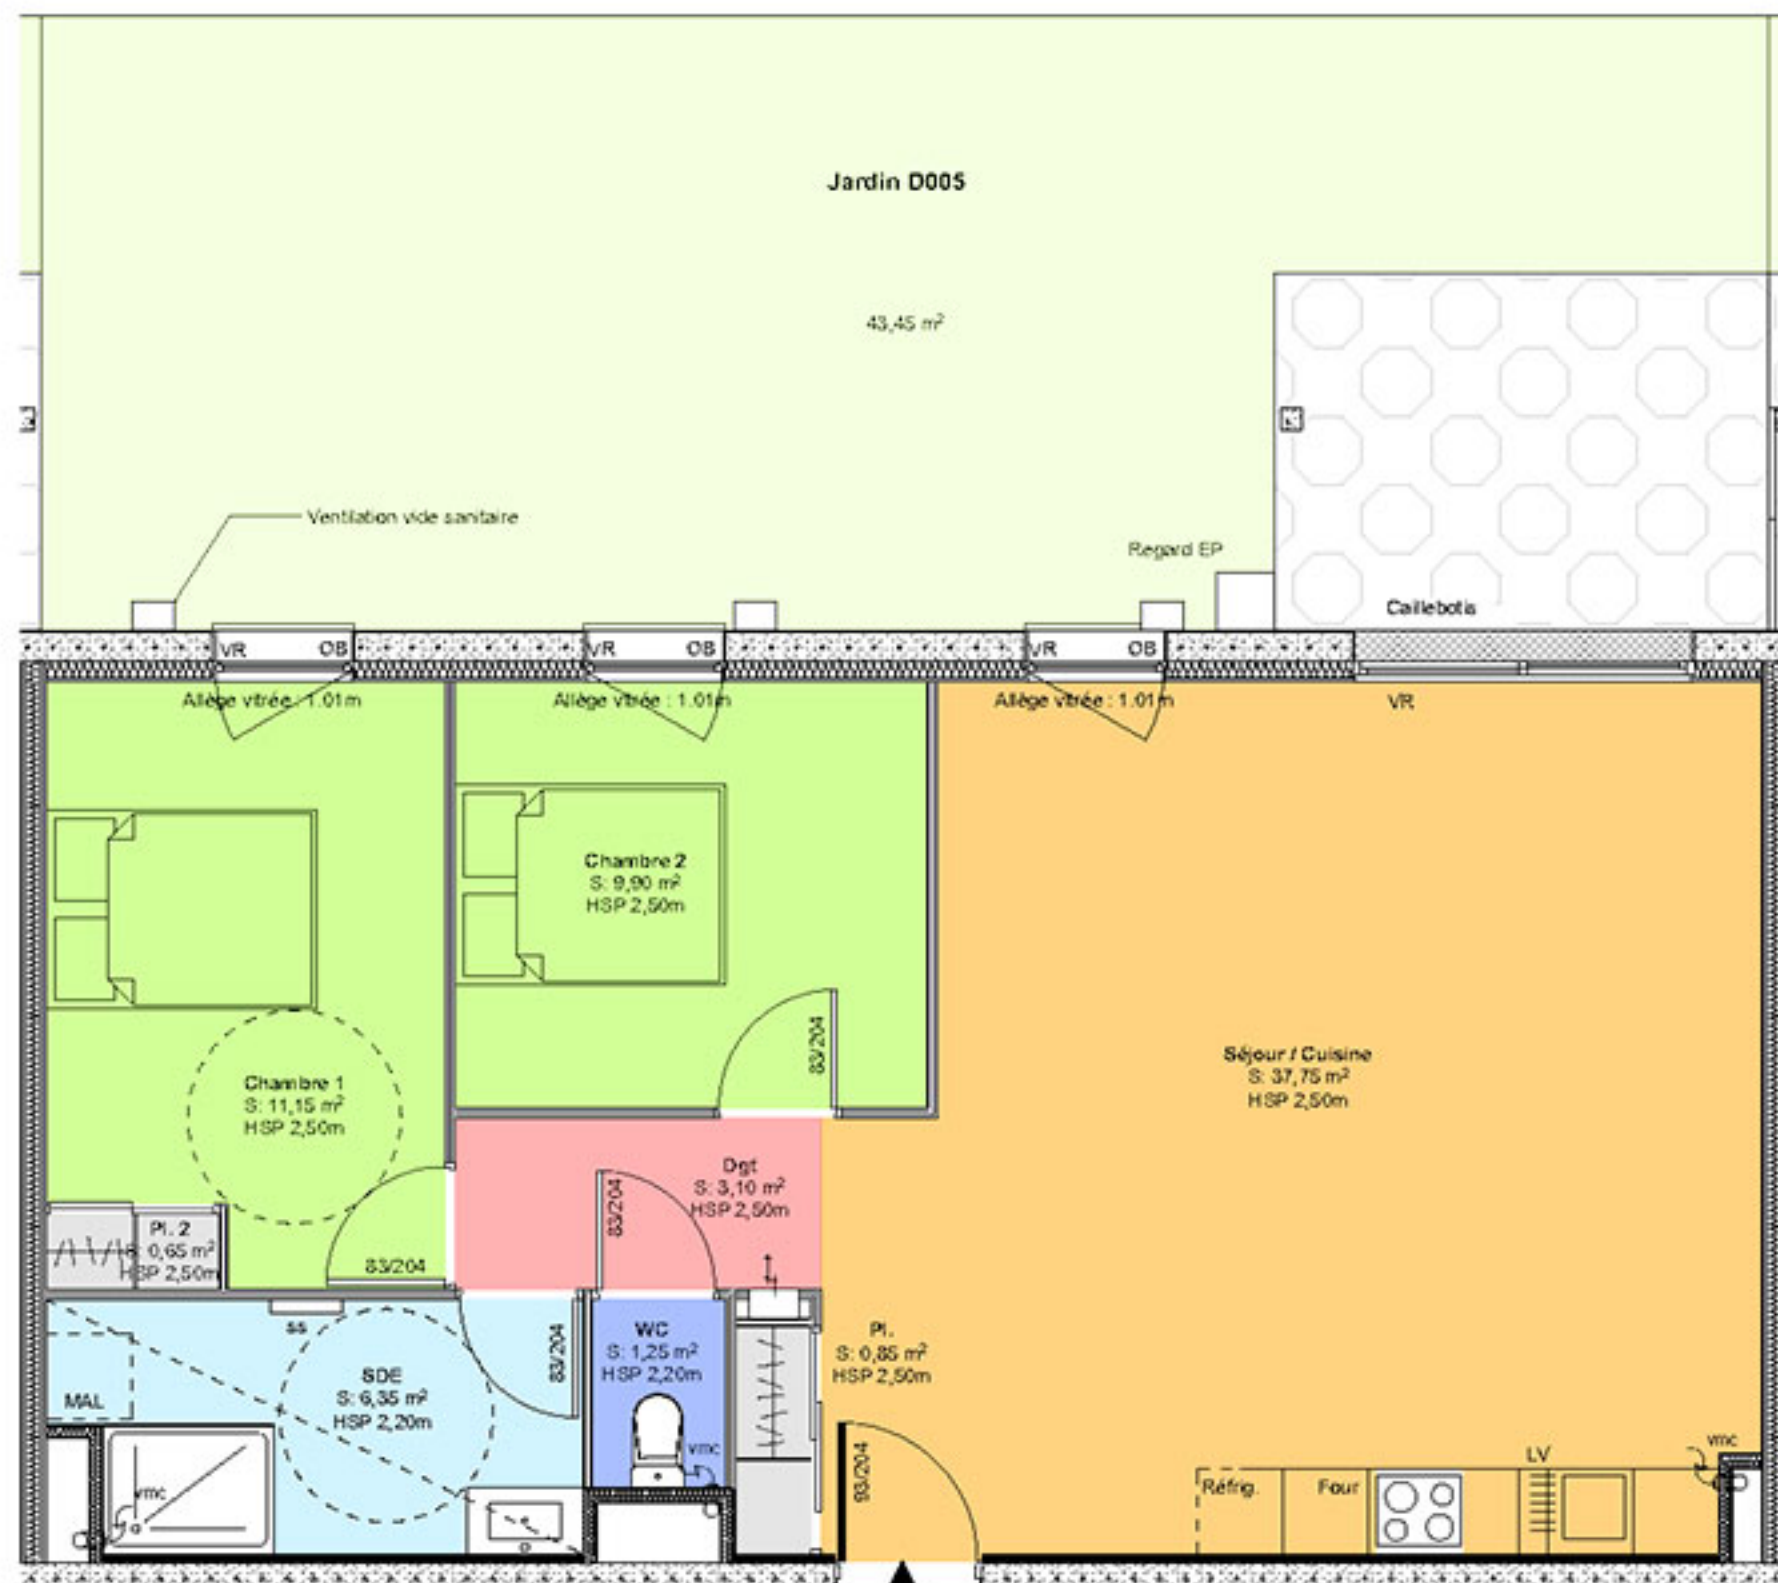 Jardin D005
43,45 m²
Ventilation vide sanitaire
Regard EP
Caillebotis
VR OB
VR OB
VR OB
Allège vitrée : 1.01m
Allège vitrée : 1.01m
Allège vitrée : 1.01m
VR
Chambre 2
S: 9,90 m²
HSP 2,50m
83/204
Séjour / Cuisine
S: 37,75 m²
HSP 2,50m
Chambre 1
S: 11,15 m²
HSP 2,50m
Dgt
S: 3,10 m²
HSP 2,50m
83/204
Pl. 2
S: 0,65 m²
HSP 2,50m
83/204
ss
83/204
WC
S: 1,25 m²
HSP 2,20m
Pl.
S: 0,85 m²
HSP 2,50m
SDE
S: 6,35 m²
HSP 2,20m
MAL
vmc
vmc
93/204
Réfrig.
Four
LV
vmc